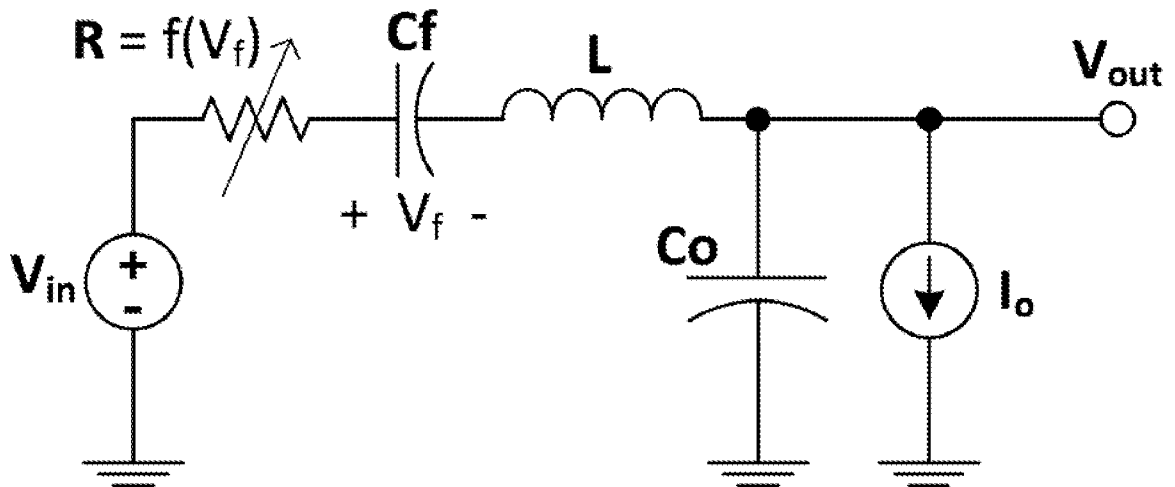 R = f(Vf)
Cf
L
Vout
+ Vf -
Vin
+
-
Co
Io